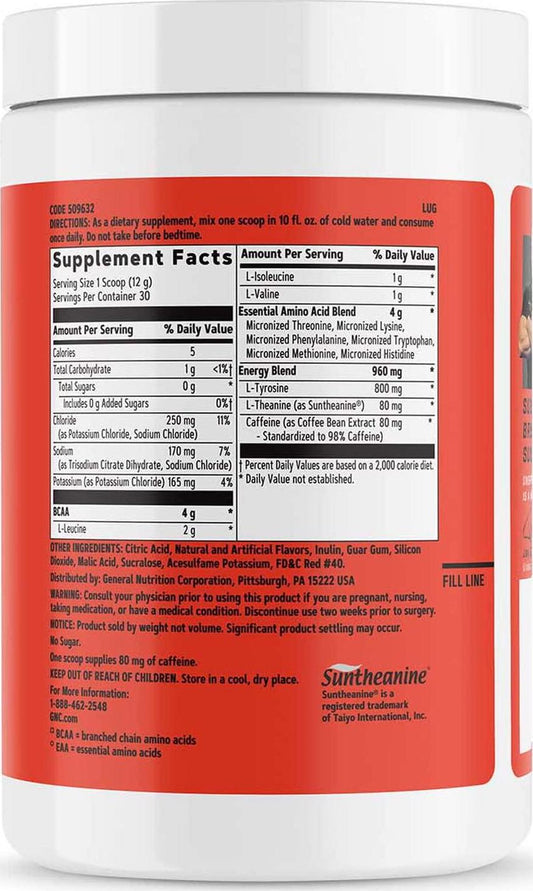 CODE 509632 LUG
DIRECTIONS: As a dietary supplement, mix one scoop in 10 fl. oz. of cold water and consume
once daily. Do not take before bedtime.
Supplement Facts
Serving Size 1 Scoop (12 g)
Servings Per Container 30
Amount Per Serving % Daily Value
Calories 5
Total Carbohydrate 1 g <1%†
Total Sugars 0 g *
Includes 0 g Added Sugars 0%†
Chloride 250 mg 11%
(as Potassium Chloride, Sodium Chloride)
Sodium 170 mg 7%
(as Trisodium Citrate Dihydrate, Sodium Chloride)
Potassium (as Potassium Chloride) 165 mg 4%
BCAA 4 g *
L-Leucine 2 g *
Amount Per Serving % Daily Value
L-Isoleucine 1 g *
L-Valine 1 g *
Essential Amino Acid Blend 4 g *
Micronized Threonine, Micronized Lysine,
Micronized Phenylalanine, Micronized Tryptophan,
Micronized Methionine, Micronized Histidine
Energy Blend 960 mg *
L-Tyrosine 800 mg *
L-Theanine (as Suntheanine®) 80 mg *
Caffeine (as Coffee Bean Extract 80 mg *
- Standardized to 98% Caffeine)
† Percent Daily Values are based on a 2,000 calorie diet.
* Daily Value not established.
OTHER INGREDIENTS: Citric Acid, Natural and Artificial Flavors, Inulin, Guar Gum, Silicon
Dioxide, Malic Acid, Sucralose, Acesulfame Potassium, FD&C Red #40.
Distributed by: General Nutrition Corporation, Pittsburgh, PA 15222 USA
WARNING: Consult your physician prior to using this product if you are pregnant, nursing,
taking medication, or have a medical condition. Discontinue use two weeks prior to surgery.
NOTICE: Product sold by weight not volume. Significant product settling may occur.
No Sugar.
One scoop supplies 80 mg of caffeine.
KEEP OUT OF REACH OF CHILDREN. Store in a cool, dry place.
For More Information:
1-888-462-2548
GNC.com
□ BCAA = branched chain amino acids
○ EAA = essential amino acids
Suntheanine®
Suntheanine® is a
registered trademark
of Taiyo International, Inc.
FILL LINE